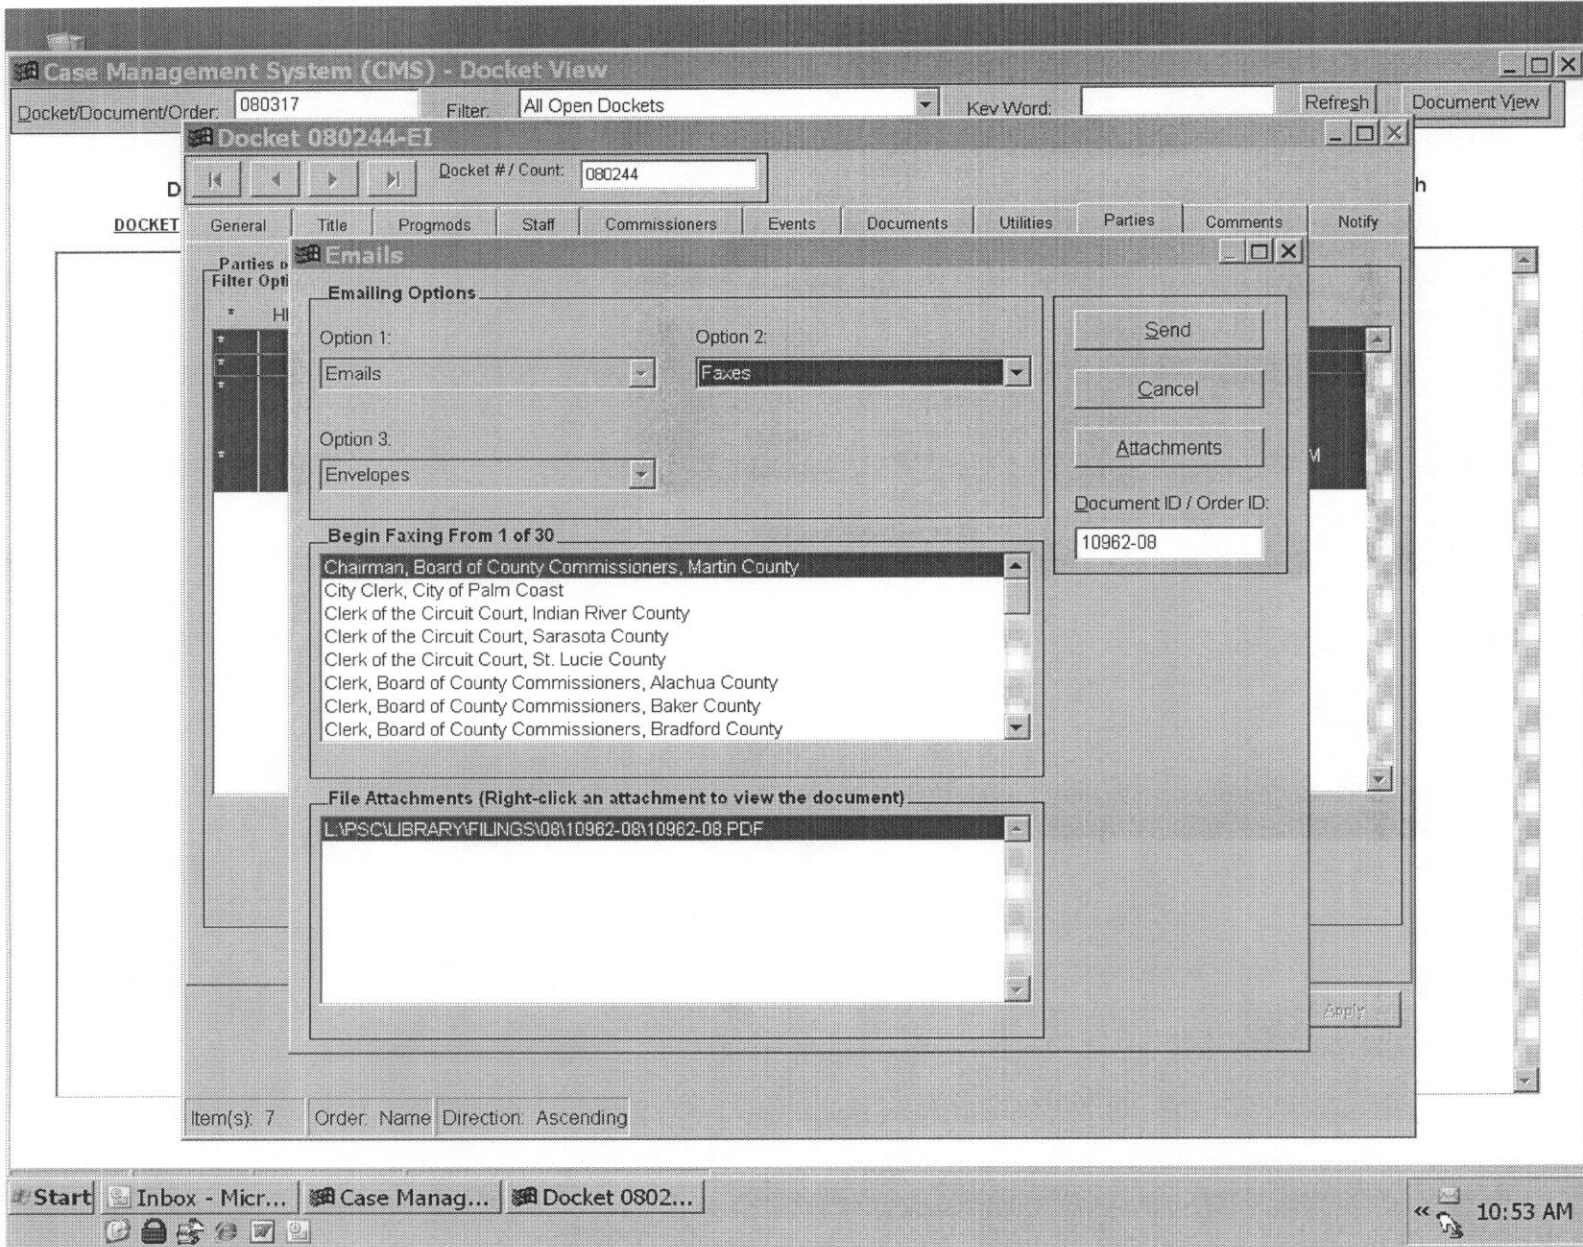 Case Management System (CMS) - Docket View
Docket/Document/Order: 080317 Filter: All Open Dockets Key Word: Refresh Document View
Docket 080244-EI
Docket # / Count: 080244
D h
DOCKET General Title Progmods Staff Commissioners Events Documents Utilities Parties Comments Notify
Emails
Parties
Filter Opti
* HI
*
*
*
*
M
Emailing Options
Option 1: Option 2:
Emails Faxes
Option 3:
Envelopes
Send
Cancel
Attachments
Document ID / Order ID:
10962-08
Begin Faxing From 1 of 30
Chairman, Board of County Commissioners, Martin County
City Clerk, City of Palm Coast
Clerk of the Circuit Court, Indian River County
Clerk of the Circuit Court, Sarasota County
Clerk of the Circuit Court, St. Lucie County
Clerk, Board of County Commissioners, Alachua County
Clerk, Board of County Commissioners, Baker County
Clerk, Board of County Commissioners, Bradford County
File Attachments (Right-click an attachment to view the document)
L:\PSC\LIBRARY\FILINGS\08\10962-08\10962-08.PDF
Apply
Item(s): 7 Order: Name Direction: Ascending
Start Inbox - Micr... Case Manag... Docket 0802... « 10:53 AM